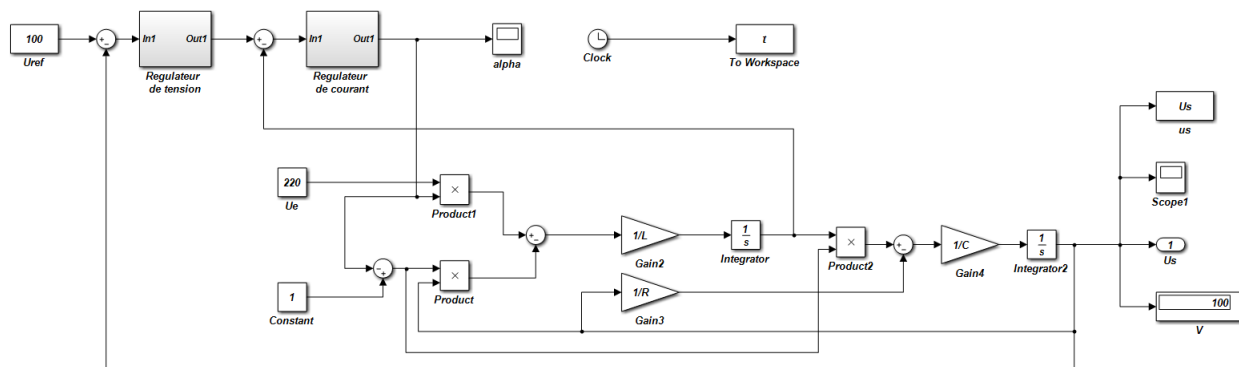 100
Uref
+
−
In1
Out1
Regulateur
de tension
+
−
In1
Out1
Regulateur
de courant
alpha
Clock
t
To Workspace
Us
us
Scope1
1
Us
100
V
220
Ue
×
Product1
+
−
1/L
Gain2
1
s
Integrator
×
Product2
+
−
1/C
Gain4
1
s
Integrator2
−
+
×
Product
1/R
Gain3
1
Constant